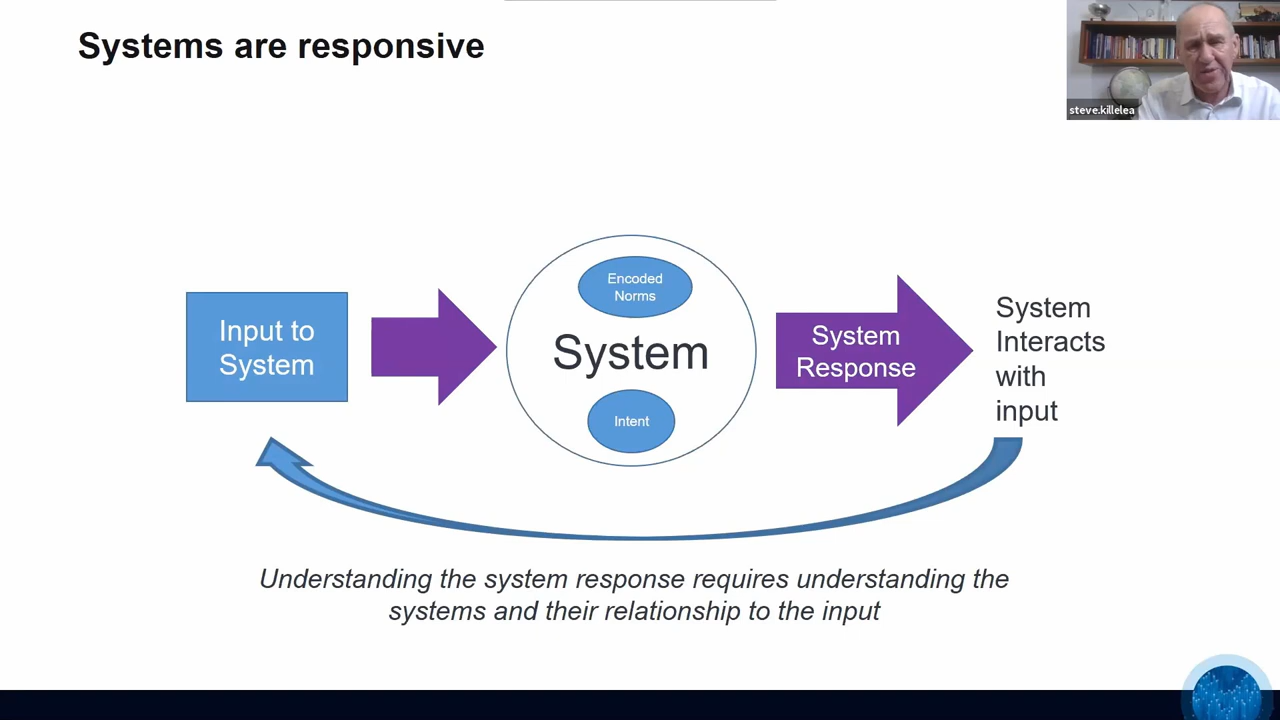 Systems are responsive
steve.killelea
Encoded
Norms
Input to
System
System
Intent
System
Response
System
Interacts
with
input
Understanding the system response requires understanding the
systems and their relationship to the input